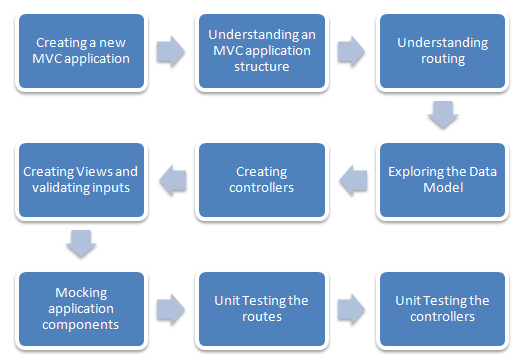 Creating a new
MVC application
Understanding an
MVC application
structure
Understanding
routing
Exploring the Data
Model
Creating
controllers
Creating Views and
validating inputs
Mocking
application
components
Unit Testing the
routes
Unit Testing the
controllers